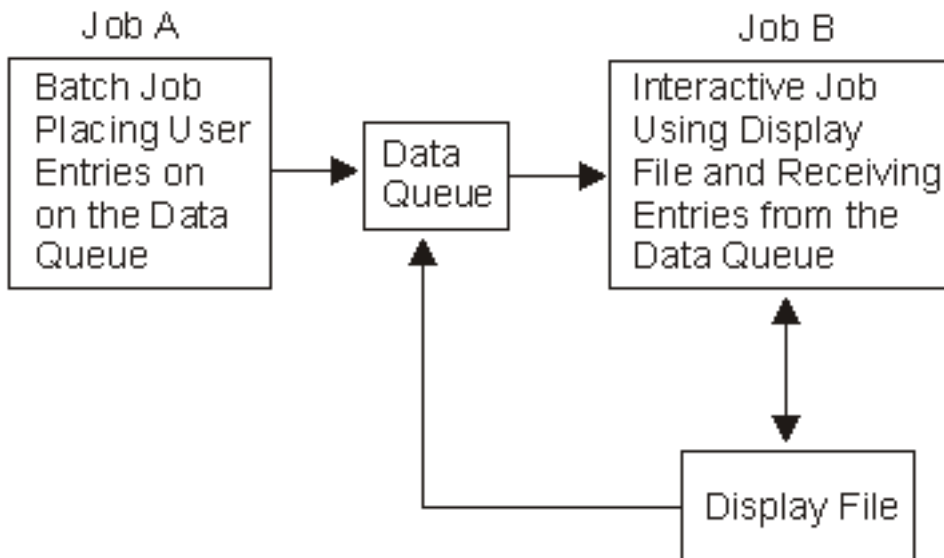 Job A
Batch Job
Placing User
Entries on
on the Data
Queue
Data
Queue
Job B
Interactive Job
Using Display
File and Receiving
Entries from the
Data Queue
Display File